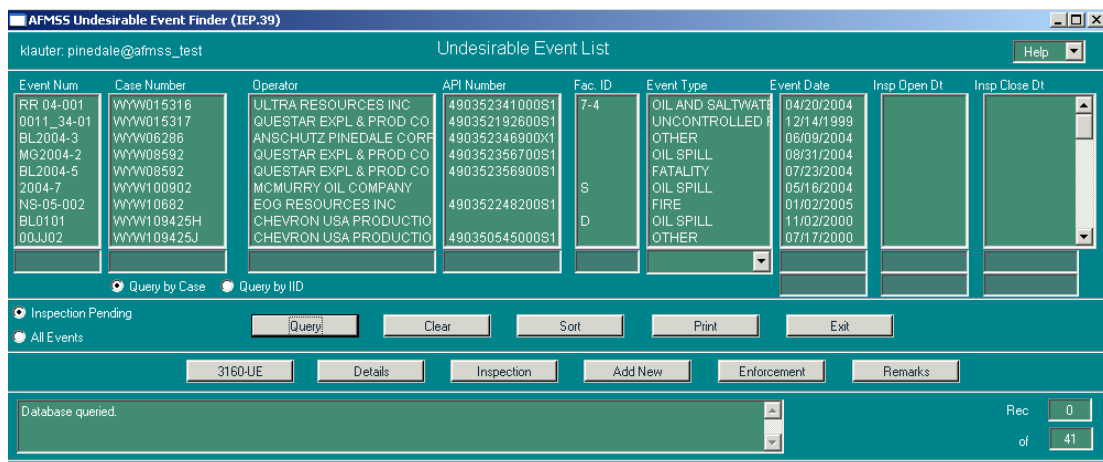 AFMSS Undesirable Event Finder (IEP.39)
klauter: pinedale@afmss_test Undesirable Event List Help
Event Num Case Number Operator API Number Fac. ID Event Type Event Date Insp Open Dt Insp Close Dt
RR 04-001 WYW015316 ULTRA RESOURCES INC 490352341000S1 7-4 OIL AND SALTWATE 04/20/2004
0011_34-01 WYW015317 QUESTAR EXPL & PROD CO 490352192600S1 UNCONTROLLED F 12/14/1999
BL2004-3 WYW06286 ANSCHUTZ PINEDALE CORF 490352346900X1 OTHER 06/09/2004
MG2004-2 WYW08592 QUESTAR EXPL & PROD CO 490352356700S1 OIL SPILL 08/31/2004
BL2004-5 WYW08592 QUESTAR EXPL & PROD CO 490352356900S1 FATALITY 07/23/2004
2004-7 WYW100902 MCMURRY OIL COMPANY S OIL SPILL 05/16/2004
NS-05-002 WYW10682 EOG RESOURCES INC 490352248200S1 FIRE 01/02/2005
BL0101 WYW109425H CHEVRON USA PRODUCTIO D OIL SPILL 11/02/2000
00JJ02 WYW109425J CHEVRON USA PRODUCTIO 490350545000S1 OTHER 07/17/2000
Query by Case Query by IID
Inspection Pending
All Events
Query Clear Sort Print Exit
3160-UE Details Inspection Add New Enforcement Remarks
Database queried.
Rec 0
of 41